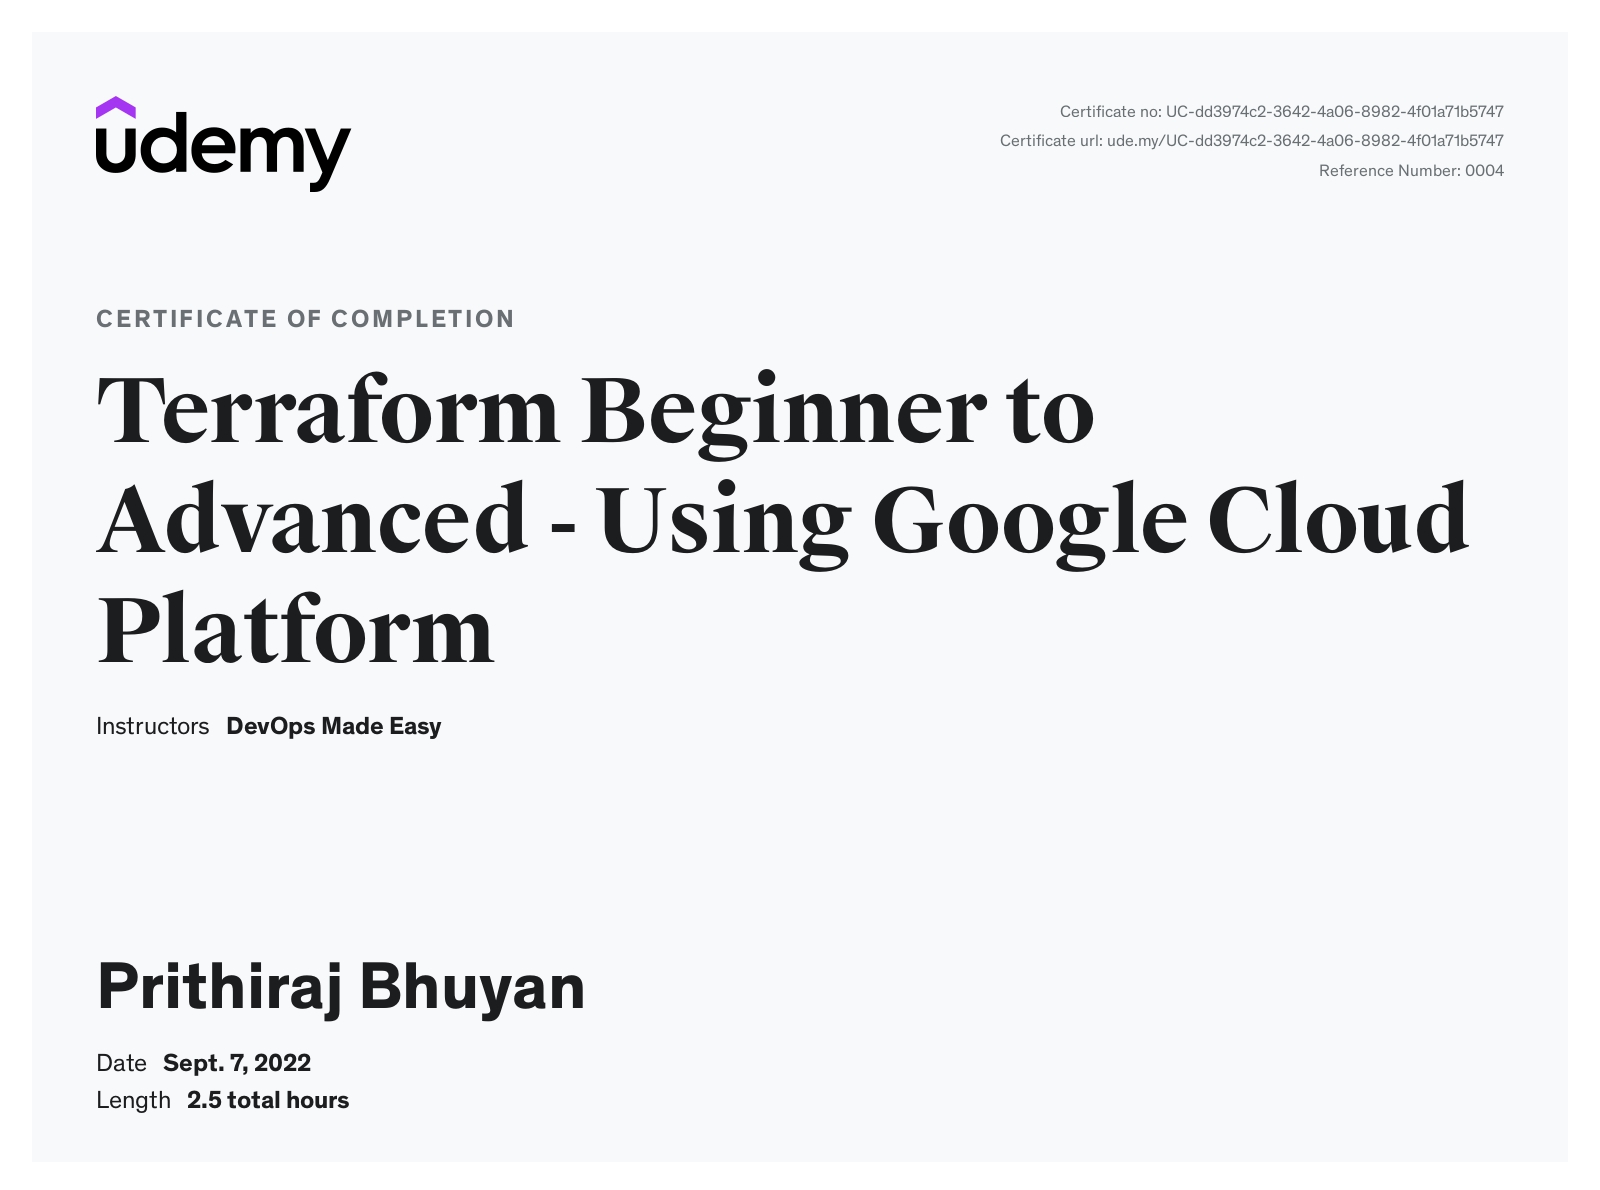 udemy
Certificate no: UC-dd3974c2-3642-4a06-8982-4f01a71b5747
Certificate url: ude.my/UC-dd3974c2-3642-4a06-8982-4f01a71b5747
Reference Number: 0004
CERTIFICATE OF COMPLETION
Terraform Beginner to
Advanced - Using Google Cloud
Platform
Instructors DevOps Made Easy
Prithiraj Bhuyan
Date Sept. 7, 2022
Length 2.5 total hours